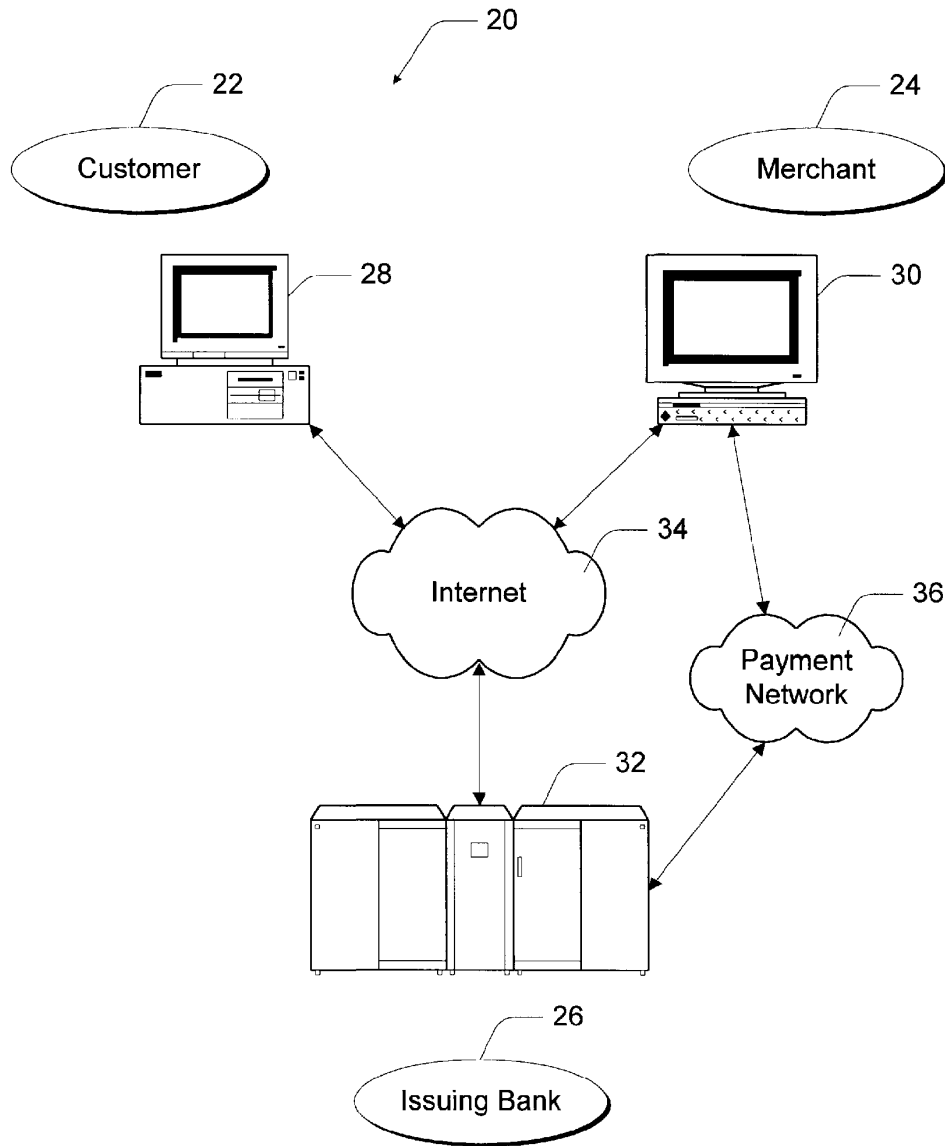 20
22
24
Customer
Merchant
28
30
34
Internet
36
Payment
Network
32
26
Issuing Bank